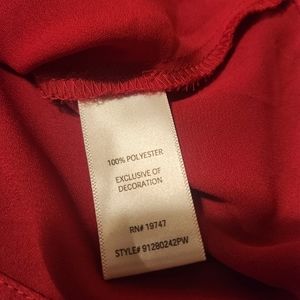 100% POLYESTER
EXCLUSIVE OF
DECORATION
RN# 19747
STYLE# 91280242PW